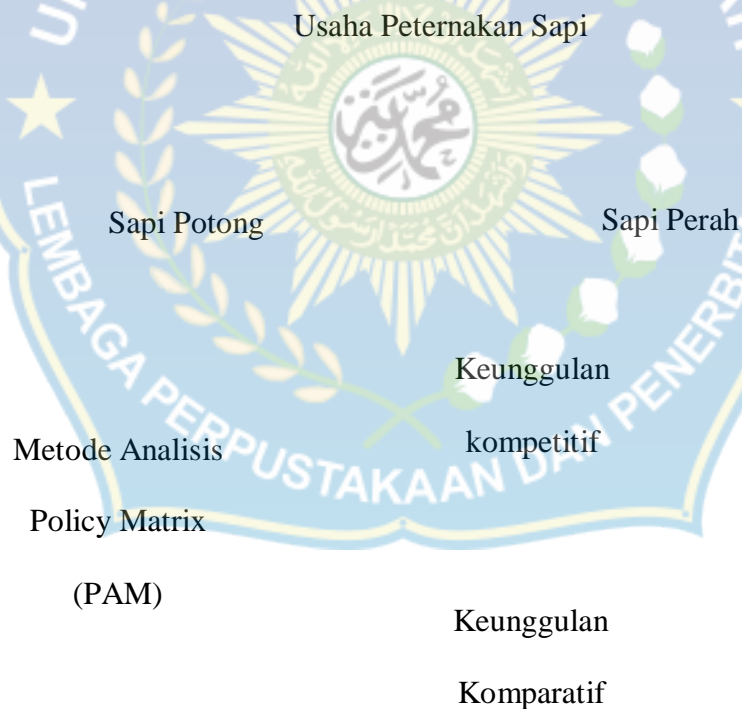 Usaha Peternakan Sapi
Sapi Potong
Sapi Perah
Keunggulan
kompetitif
Metode Analisis
Policy Matrix
(PAM)
Keunggulan
Komparatif
LEMBAGA PERPUSTAKAAN DAN